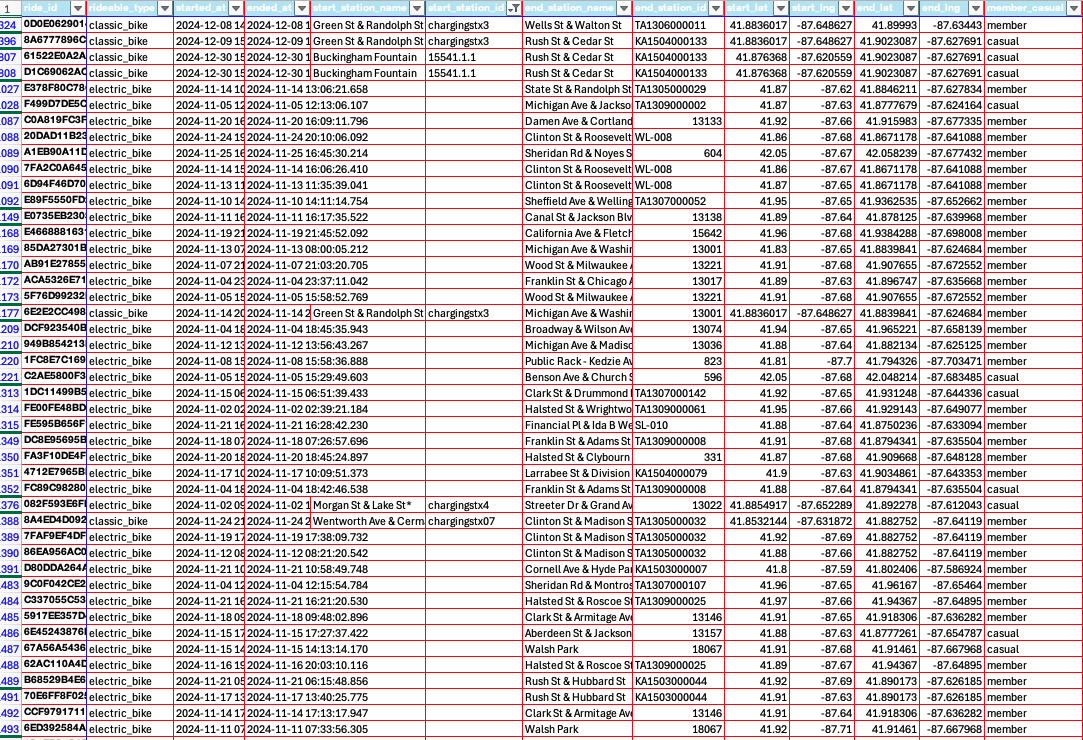 1 ride_id rideable_type started_at ended_at start_station_name start_station_id end_station_name end_station_id start_lat start_lng end_lat end_lng member_casual
324 0D0E062901 classic_bike 2024-12-08 14 2024-12-08 1 Green St & Randolph St chargingstx3 Wells St & Walton St TA1306000011 41.8836017 -87.648627 41.89993 -87.63443 member
396 8A6777896C classic_bike 2024-12-09 15 2024-12-09 1 Green St & Randolph St chargingstx3 Rush St & Cedar St KA1504000133 41.8836017 -87.648627 41.9023087 -87.627691 casual
807 61522E0A2A classic_bike 2024-12-30 15 2024-12-30 1 Buckingham Fountain 15541.1.1 Rush St & Cedar St KA1504000133 41.876368 -87.620559 41.9023087 -87.627691 casual
808 D1C69062AC classic_bike 2024-12-30 15 2024-12-30 1 Buckingham Fountain 15541.1.1 Rush St & Cedar St KA1504000133 41.876368 -87.620559 41.9023087 -87.627691 casual
027 E378F80C78 electric_bike 2024-11-14 10 2024-11-14 13:06:21.658 State St & Randolph St TA1305000029 41.87 -87.62 41.8846211 -87.627834 member
028 F499D7DE5C electric_bike 2024-11-05 12 2024-11-05 12:13:06.107 Michigan Ave & Jackso TA1309000002 41.87 -87.63 41.8777679 -87.624164 casual
087 C0A819FC3F electric_bike 2024-11-20 16 2024-11-20 16:09:11.796 Damen Ave & Cortland 13133 41.92 -87.66 41.915983 -87.677335 member
088 20DAD11B23 electric_bike 2024-11-24 19 2024-11-24 20:10:06.092 Clinton St & Roosevelt WL-008 41.86 -87.68 41.8671178 -87.641088 member
089 A1EB90A11D electric_bike 2024-11-25 16 2024-11-25 16:45:30.214 Sheridan Rd & Noyes S 604 42.05 -87.67 42.058239 -87.677432 member
090 7FA2C0A645 electric_bike 2024-11-14 15 2024-11-14 16:06:26.410 Clinton St & Roosevelt WL-008 41.86 -87.67 41.8671178 -87.641088 member
091 6D94F46D70 electric_bike 2024-11-13 11 2024-11-13 11:35:39.041 Clinton St & Roosevelt WL-008 41.87 -87.65 41.8671178 -87.641088 member
092 E89F5550FD electric_bike 2024-11-10 14 2024-11-10 14:11:14.754 Sheffield Ave & Welling TA1307000052 41.95 -87.65 41.9362535 -87.652662 member
149 E0735EB230 electric_bike 2024-11-11 16 2024-11-11 16:17:35.522 Canal St & Jackson Blv 13138 41.89 -87.64 41.878125 -87.639968 member
168 E466888163 electric_bike 2024-11-19 21 2024-11-19 21:45:52.092 California Ave & Fletch 15642 41.96 -87.68 41.9384288 -87.698008 member
169 85DA27301B electric_bike 2024-11-13 07 2024-11-13 08:00:05.212 Michigan Ave & Washin 13001 41.83 -87.65 41.8839841 -87.624684 member
170 AB91E27855 electric_bike 2024-11-07 21 2024-11-07 21:03:20.705 Wood St & Milwaukee A 13221 41.91 -87.68 41.907655 -87.672552 member
172 ACA5326E71 electric_bike 2024-11-04 23 2024-11-04 23:37:11.042 Franklin St & Chicago A 13017 41.89 -87.63 41.896747 -87.635668 member
173 5F76D99232 electric_bike 2024-11-05 15 2024-11-05 15:58:52.769 Wood St & Milwaukee A 13221 41.91 -87.68 41.907655 -87.672552 member
177 6E2E2CC498 classic_bike 2024-11-14 20 2024-11-14 2 Green St & Randolph St chargingstx3 Michigan Ave & Washin 13001 41.8836017 -87.648627 41.8839841 -87.624684 member
209 DCF923540B electric_bike 2024-11-04 18 2024-11-04 18:45:35.943 Broadway & Wilson Ave 13074 41.94 -87.65 41.965221 -87.658139 member
210 949B854213 electric_bike 2024-11-12 13 2024-11-12 13:56:43.267 Michigan Ave & Madisc 13036 41.88 -87.64 41.882134 -87.625125 member
220 1FC8E7C169 electric_bike 2024-11-08 15 2024-11-08 15:58:36.888 Public Rack - Kedzie Av 823 41.81 -87.7 41.794326 -87.703471 member
221 C2AE5800F3 electric_bike 2024-11-05 15 2024-11-05 15:29:49.603 Benson Ave & Church S 596 42.05 -87.68 42.048214 -87.683485 casual
313 1DC11499B5 electric_bike 2024-11-15 06 2024-11-15 06:51:39.433 Clark St & Drummond TA1307000142 41.92 -87.65 41.931248 -87.644336 casual
314 FE00FE48BD electric_bike 2024-11-02 02 2024-11-02 02:39:21.184 Halsted St & Wrightwo TA1309000061 41.95 -87.66 41.929143 -87.649077 member
315 FE595B656F electric_bike 2024-11-21 16 2024-11-21 16:28:42.230 Financial Pl & Ida B We SL-010 41.88 -87.64 41.8750236 -87.633094 member
349 DC8E95695B electric_bike 2024-11-18 07 2024-11-18 07:26:57.696 Franklin St & Adams St TA1309000008 41.91 -87.68 41.8794341 -87.635504 member
350 FA3F10DE4F electric_bike 2024-11-20 18 2024-11-20 18:45:24.897 Halsted St & Clybourn 331 41.87 -87.68 41.909668 -87.648128 member
351 4712E7965B electric_bike 2024-11-17 10 2024-11-17 10:09:51.373 Larrabee St & Division KA1504000079 41.9 -87.63 41.9034861 -87.643353 member
352 FC89C98280 electric_bike 2024-11-04 18 2024-11-04 18:42:46.538 Franklin St & Adams St TA1309000008 41.88 -87.64 41.8794341 -87.635504 casual
376 082F593E6F electric_bike 2024-11-02 09 2024-11-02 1 Morgan St & Lake St* chargingstx4 Streeter Dr & Grand Av 13022 41.8854917 -87.652289 41.892278 -87.612043 casual
388 8A4ED4D092 classic_bike 2024-11-24 21 2024-11-24 2 Wentworth Ave & Cerm chargingstx07 Clinton St & Madison S TA1305000032 41.8532144 -87.631872 41.882752 -87.64119 member
389 7FAF9EF4DF electric_bike 2024-11-19 17 2024-11-19 17:38:09.732 Clinton St & Madison S TA1305000032 41.92 -87.69 41.882752 -87.64119 member
390 86EA956AC0 electric_bike 2024-11-12 08 2024-11-12 08:21:20.542 Clinton St & Madison S TA1305000032 41.88 -87.66 41.882752 -87.64119 member
391 D80DDA264A electric_bike 2024-11-21 10 2024-11-21 10:58:49.748 Cornell Ave & Hyde Par KA1503000007 41.8 -87.59 41.802406 -87.586924 member
483 9C0F042CE2 electric_bike 2024-11-04 12 2024-11-04 12:15:54.784 Sheridan Rd & Montros TA1307000107 41.96 -87.65 41.96167 -87.65464 member
484 C337055C53 electric_bike 2024-11-21 16 2024-11-21 16:21:20.530 Halsted St & Roscoe St TA1309000025 41.97 -87.66 41.94367 -87.64895 member
485 5917EE357D electric_bike 2024-11-18 09 2024-11-18 09:48:02.896 Clark St & Armitage Av 13146 41.91 -87.65 41.918306 -87.636282 member
486 6E45243876 electric_bike 2024-11-15 17 2024-11-15 17:27:37.422 Aberdeen St & Jackson 13157 41.88 -87.63 41.8777261 -87.654787 casual
487 67A56A5436 electric_bike 2024-11-15 14 2024-11-15 14:13:14.170 Walsh Park 18067 41.91 -87.68 41.91461 -87.667968 casual
488 62AC110A4D electric_bike 2024-11-16 19 2024-11-16 20:03:10.116 Halsted St & Roscoe St TA1309000025 41.89 -87.67 41.94367 -87.64895 member
489 B68529B4E6 electric_bike 2024-11-21 05 2024-11-21 06:15:48.856 Rush St & Hubbard St KA1503000044 41.92 -87.69 41.890173 -87.626185 member
491 70E6FF8F02 electric_bike 2024-11-17 13 2024-11-17 13:40:25.775 Rush St & Hubbard St KA1503000044 41.91 -87.63 41.890173 -87.626185 member
492 CCF9791711 electric_bike 2024-11-14 17 2024-11-14 17:13:17.947 Clark St & Armitage Av 13146 41.91 -87.64 41.918306 -87.636282 member
493 6ED392584A electric_bike 2024-11-11 07 2024-11-11 07:33:56.305 Walsh Park 18067 41.92 -87.71 41.91461 -87.667968 member